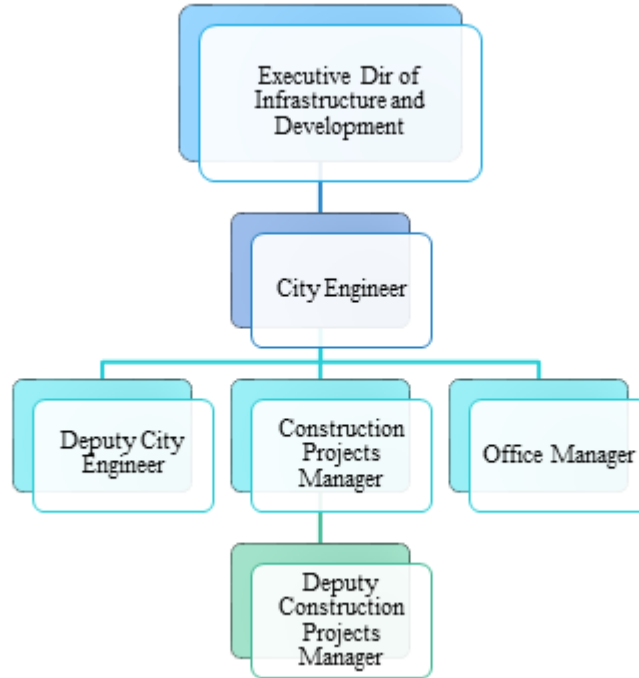 Executive Dir of
Infrastructure and
Development
City Engineer
Deputy City
Engineer
Construction
Projects
Manager
Office Manager
Deputy
Construction
Projects
Manager